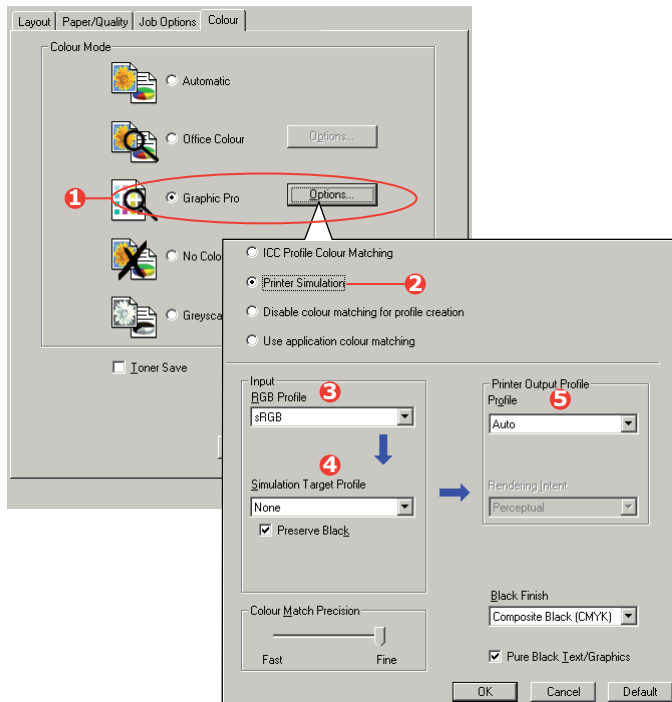 Layout Paper/Quality Job Options Colour
Colour Mode
Automatic
Office Colour Options...
1 Graphic Pro Options...
No Colo
Greysca
Toner Save
ICC Profile Colour Matching
Printer Simulation 2
Disable colour matching for profile creation
Use application colour matching
Input
RGB Profile 3
sRGB
4
Simulation Target Profile
None
Preserve Black
Printer Output Profile
Profile 5
Auto
Rendering Intent
Perceptual
Colour Match Precision
Fast Fine
Black Finish
Composite Black (CMYK)
Pure Black Text/Graphics
OK Cancel Default